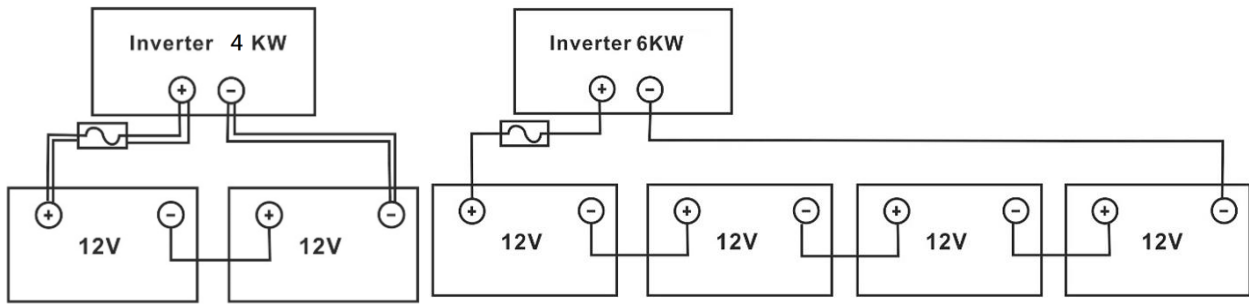 Inverter 4 KW
+ −
+ − + −
12V 12V
Inverter 6KW
+ −
+ − + − + − + −
12V 12V 12V 12V